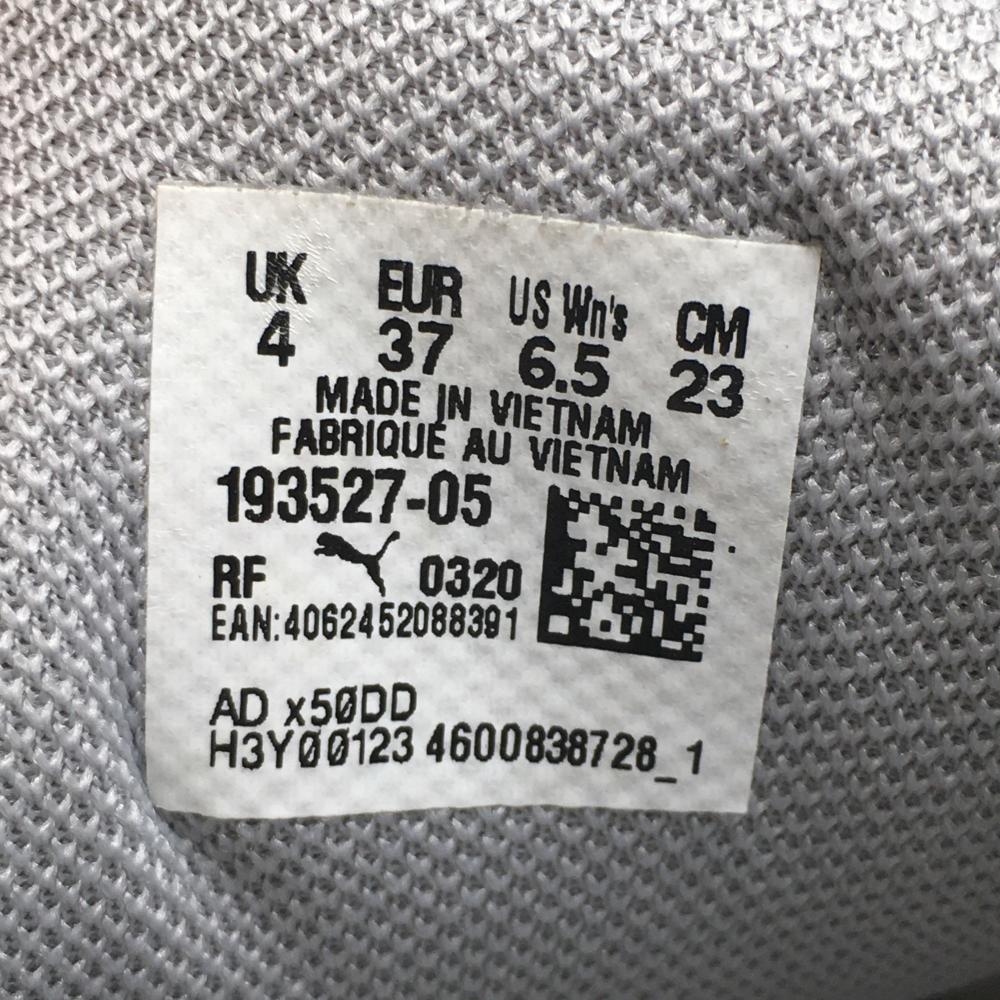 UK EUR US Wn's CM
4 37 6.5 23
MADE IN VIETNAM
FABRIQUÉ AU VIETNAM
193527-05
RF 0320
EAN:4062452088391
AD x50DD
H3Y00123 4600838728_1